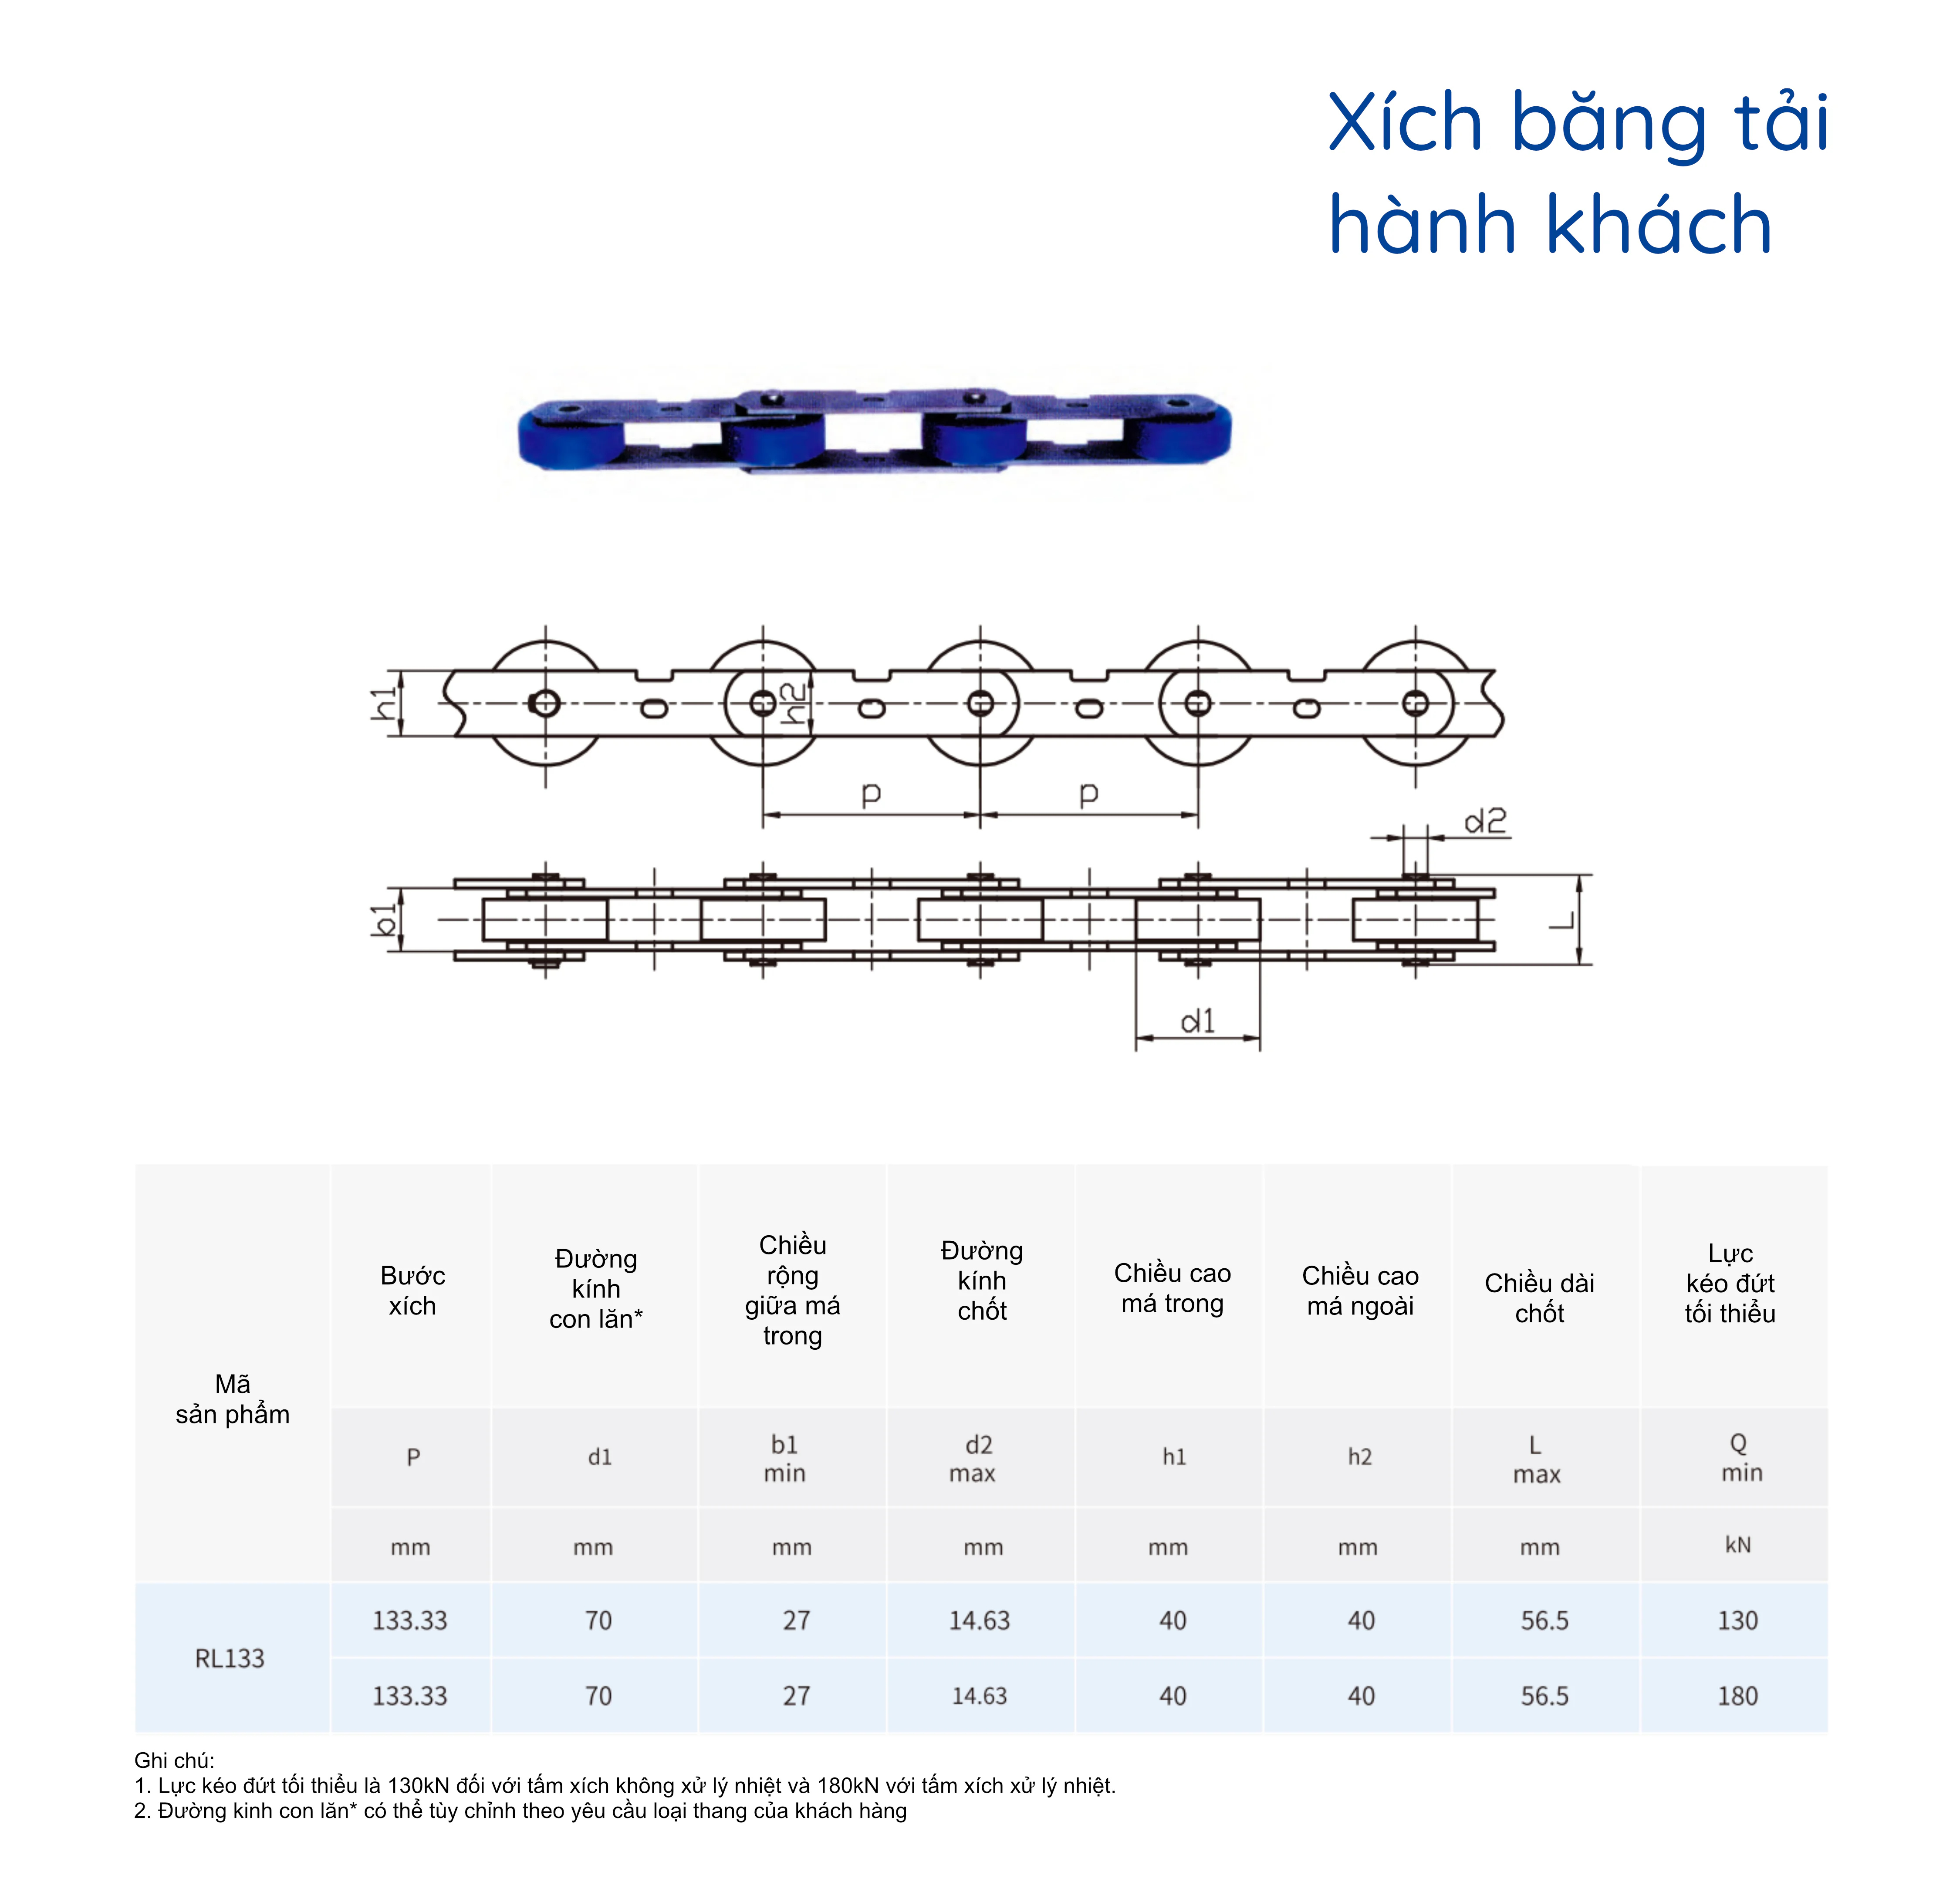 Xích băng tải
hành khách
h1
h2
P
P
d2
b1
L
d1
Mã
sản phẩm
Bước
xích
Đường
kính
con lăn*
Chiều
rộng
giữa má
trong
Đường
kính
chốt
Chiều cao
má trong
Chiều cao
má ngoài
Chiều dài
chốt
Lực
kéo đứt
tối thiểu
P
d1
b1
min
d2
max
h1
h2
L
max
Q
min
mm
mm
mm
mm
mm
mm
mm
kN
RL133
133.33 70 27 14.63 40 40 56.5 130
133.33 70 27 14.63 40 40 56.5 180
Ghi chú:
1. Lực kéo đứt tối thiểu là 130kN đối với tấm xích không xử lý nhiệt và 180kN với tấm xích xử lý nhiệt.
2. Đường kinh con lăn* có thể tùy chỉnh theo yêu cầu loại thang của khách hàng